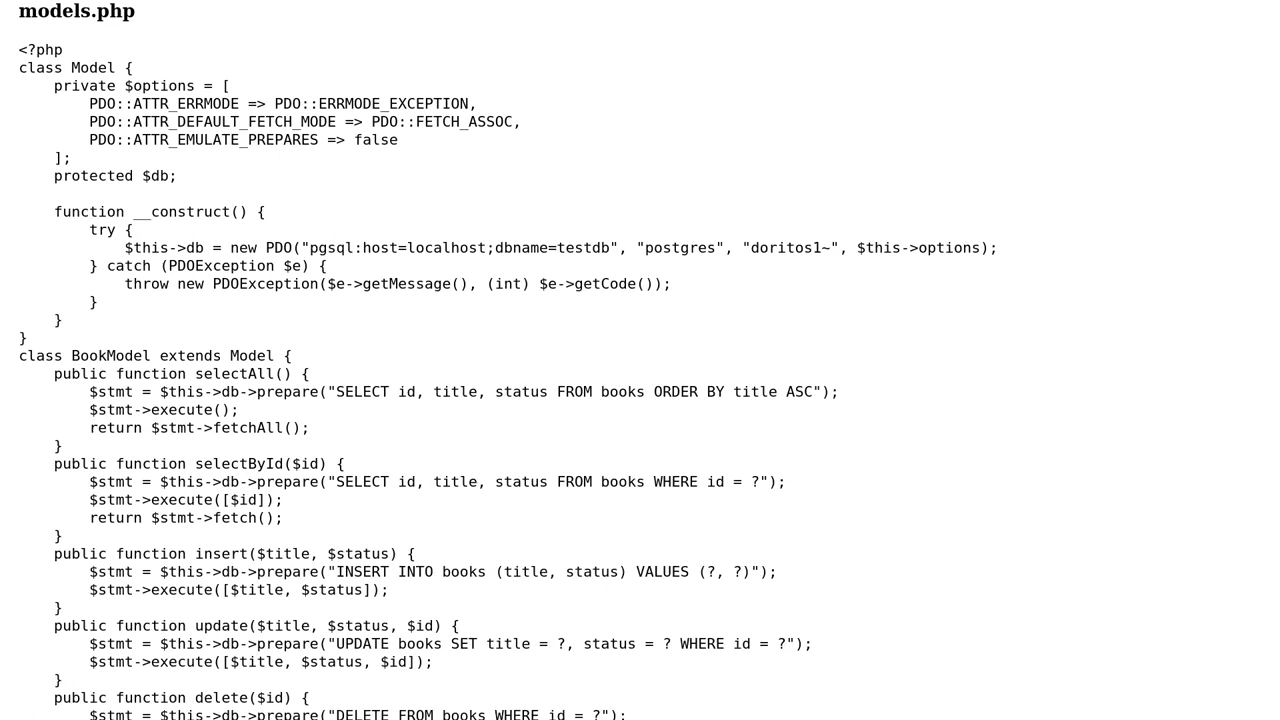 models.php
<?php
class Model {
    private $options = [
        PDO::ATTR_ERRMODE => PDO::ERRMODE_EXCEPTION,
        PDO::ATTR_DEFAULT_FETCH_MODE => PDO::FETCH_ASSOC,
        PDO::ATTR_EMULATE_PREPARES => false
    ];
    protected $db;

    function __construct() {
        try {
            $this->db = new PDO("pgsql:host=localhost;dbname=testdb", "postgres", "doritos1~", $this->options);
        } catch (PDOException $e) {
            throw new PDOException($e->getMessage(), (int) $e->getCode());
        }
    }
}
class BookModel extends Model {
    public function selectAll() {
        $stmt = $this->db->prepare("SELECT id, title, status FROM books ORDER BY title ASC");
        $stmt->execute();
        return $stmt->fetchAll();
    }
    public function selectById($id) {
        $stmt = $this->db->prepare("SELECT id, title, status FROM books WHERE id = ?");
        $stmt->execute([$id]);
        return $stmt->fetch();
    }
    public function insert($title, $status) {
        $stmt = $this->db->prepare("INSERT INTO books (title, status) VALUES (?, ?)");
        $stmt->execute([$title, $status]);
    }
    public function update($title, $status, $id) {
        $stmt = $this->db->prepare("UPDATE books SET title = ?, status = ? WHERE id = ?");
        $stmt->execute([$title, $status, $id]);
    }
    public function delete($id) {
        $stmt = $this->db->prepare("DELETE FROM books WHERE id = ?");